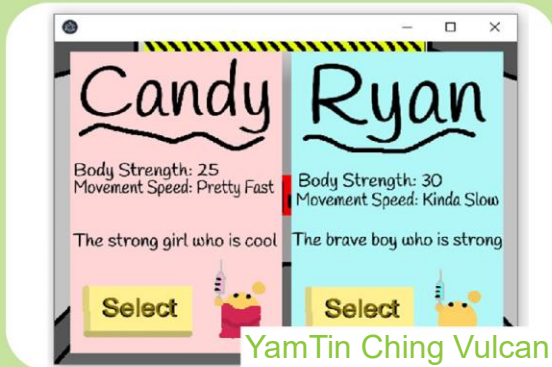 Candy
Body Strength: 25
Movement Speed: Pretty Fast
The strong girl who is cool
Select
Ryan
Body Strength: 30
Movement Speed: Kinda Slow
The brave boy who is strong
Select
YamTin Ching Vulcan